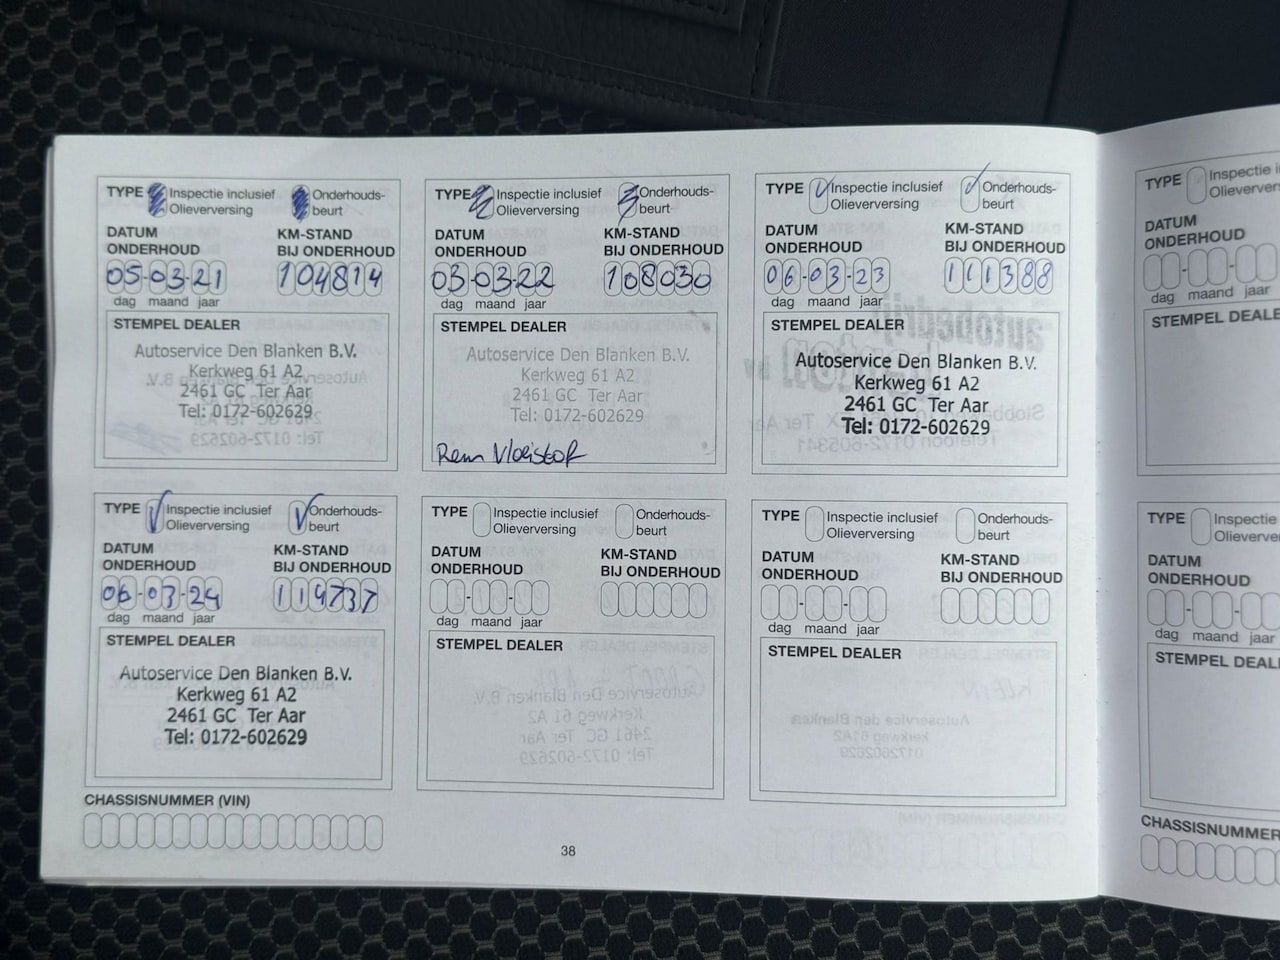 TYPE Inspectie inclusief Olieverversing Onderhouds-beurt
DATUM ONDERHOUD
KM-STAND BIJ ONDERHOUD
05-03-21
104814
dag maand jaar
STEMPEL DEALER
Autoservice Den Blanken B.V.
Kerkweg 61 A2
2461 GC Ter Aar
Tel: 0172-602629
TYPE Inspectie inclusief Olieverversing Onderhouds-beurt
DATUM ONDERHOUD
KM-STAND BIJ ONDERHOUD
03-03-22
108030
dag maand jaar
STEMPEL DEALER
Autoservice Den Blanken B.V.
Kerkweg 61 A2
2461 GC Ter Aar
Tel: 0172-602629
Rem Vloeistof
TYPE Inspectie inclusief Olieverversing Onderhouds-beurt
DATUM ONDERHOUD
KM-STAND BIJ ONDERHOUD
06-03-23
111388
dag maand jaar
STEMPEL DEALER
Autoservice Den Blanken B.V.
Kerkweg 61 A2
2461 GC Ter Aar
Tel: 0172-602629
TYPE Inspectie inclusief Olieverversing Onderhouds-beurt
DATUM ONDERHOUD
KM-STAND BIJ ONDERHOUD
06-03-24
119737
dag maand jaar
STEMPEL DEALER
Autoservice Den Blanken B.V.
Kerkweg 61 A2
2461 GC Ter Aar
Tel: 0172-602629
TYPE Inspectie inclusief Olieverversing Onderhouds-beurt
DATUM ONDERHOUD
KM-STAND BIJ ONDERHOUD
dag maand jaar
STEMPEL DEALER
TYPE Inspectie inclusief Olieverversing Onderhouds-beurt
DATUM ONDERHOUD
KM-STAND BIJ ONDERHOUD
dag maand jaar
STEMPEL DEALER
CHASSISNUMMER (VIN)
38
TYPE Inspectie Olieverver
DATUM ONDERHOUD
dag maand jaar
STEMPEL DEALE
TYPE Inspectie Olieverve
DATUM ONDERHOUD
dag maand jaar
STEMPEL DEAL
CHASSISNUMMER